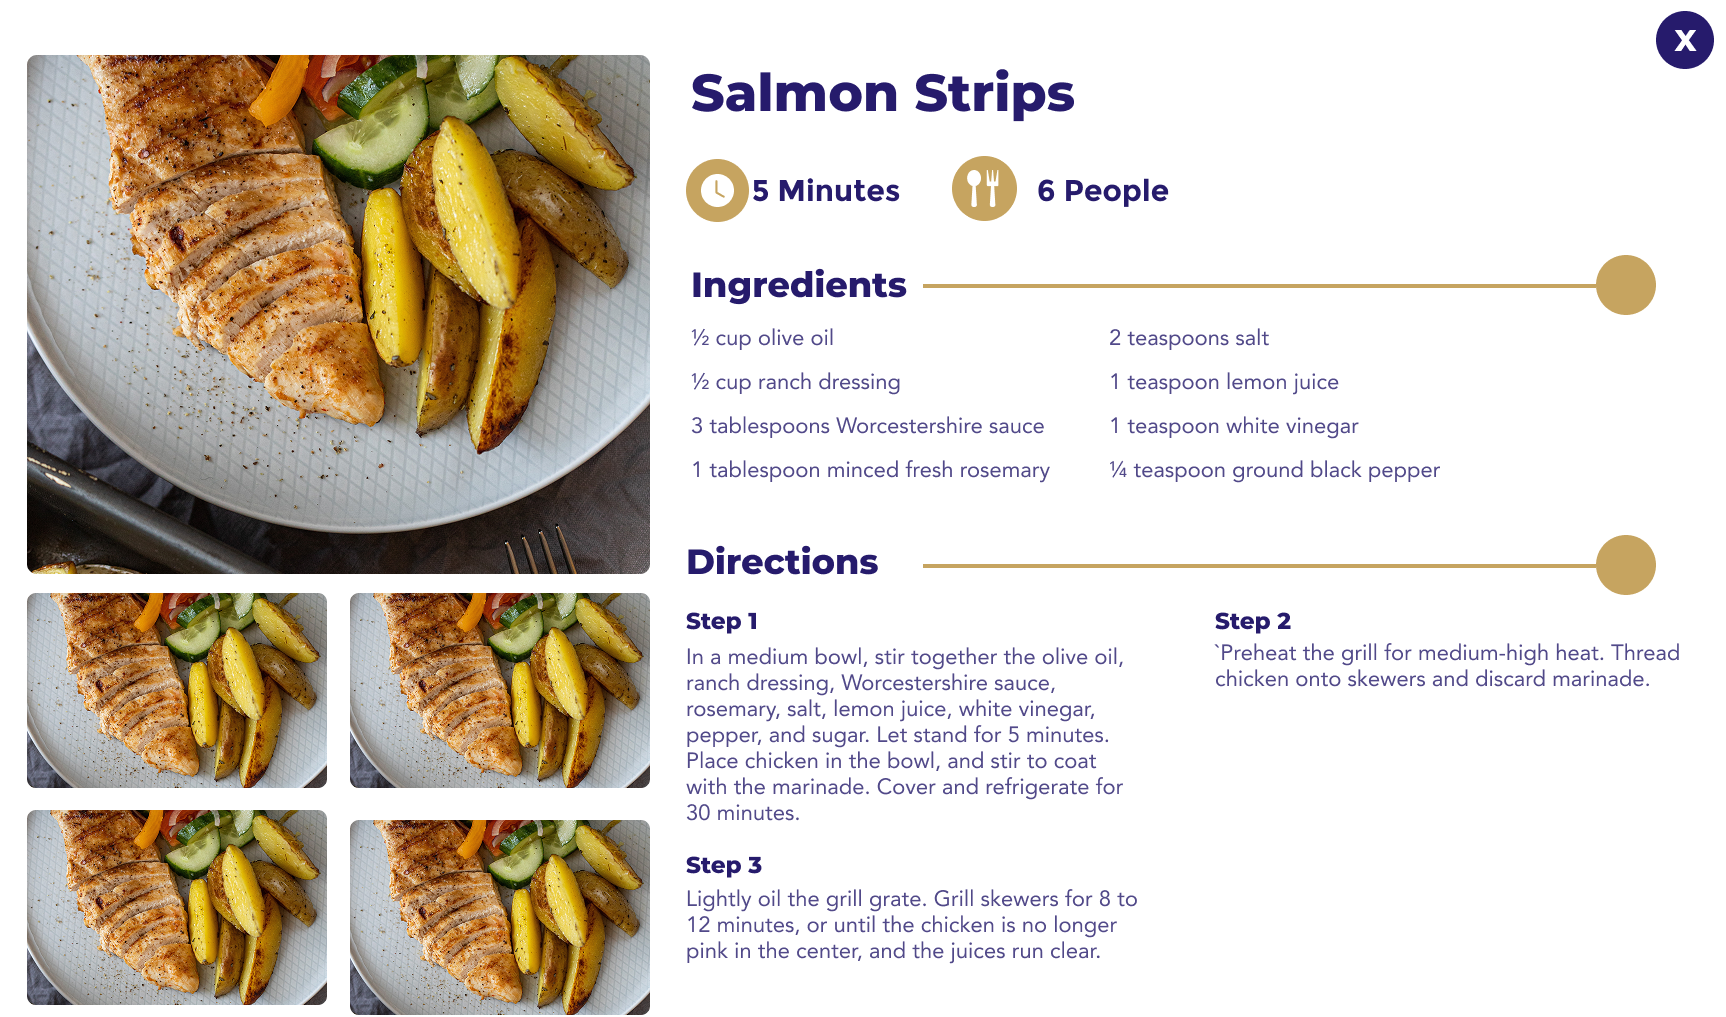 X
Salmon Strips
5 Minutes
6 People
Ingredients
½ cup olive oil
½ cup ranch dressing
3 tablespoons Worcestershire sauce
1 tablespoon minced fresh rosemary
2 teaspoons salt
1 teaspoon lemon juice
1 teaspoon white vinegar
¼ teaspoon ground black pepper
Directions
Step 1
In a medium bowl, stir together the olive oil,
ranch dressing, Worcestershire sauce,
rosemary, salt, lemon juice, white vinegar,
pepper, and sugar. Let stand for 5 minutes.
Place chicken in the bowl, and stir to coat
with the marinade. Cover and refrigerate for
30 minutes.
Step 2
`Preheat the grill for medium-high heat. Thread
chicken onto skewers and discard marinade.
Step 3
Lightly oil the grill grate. Grill skewers for 8 to
12 minutes, or until the chicken is no longer
pink in the center, and the juices run clear.